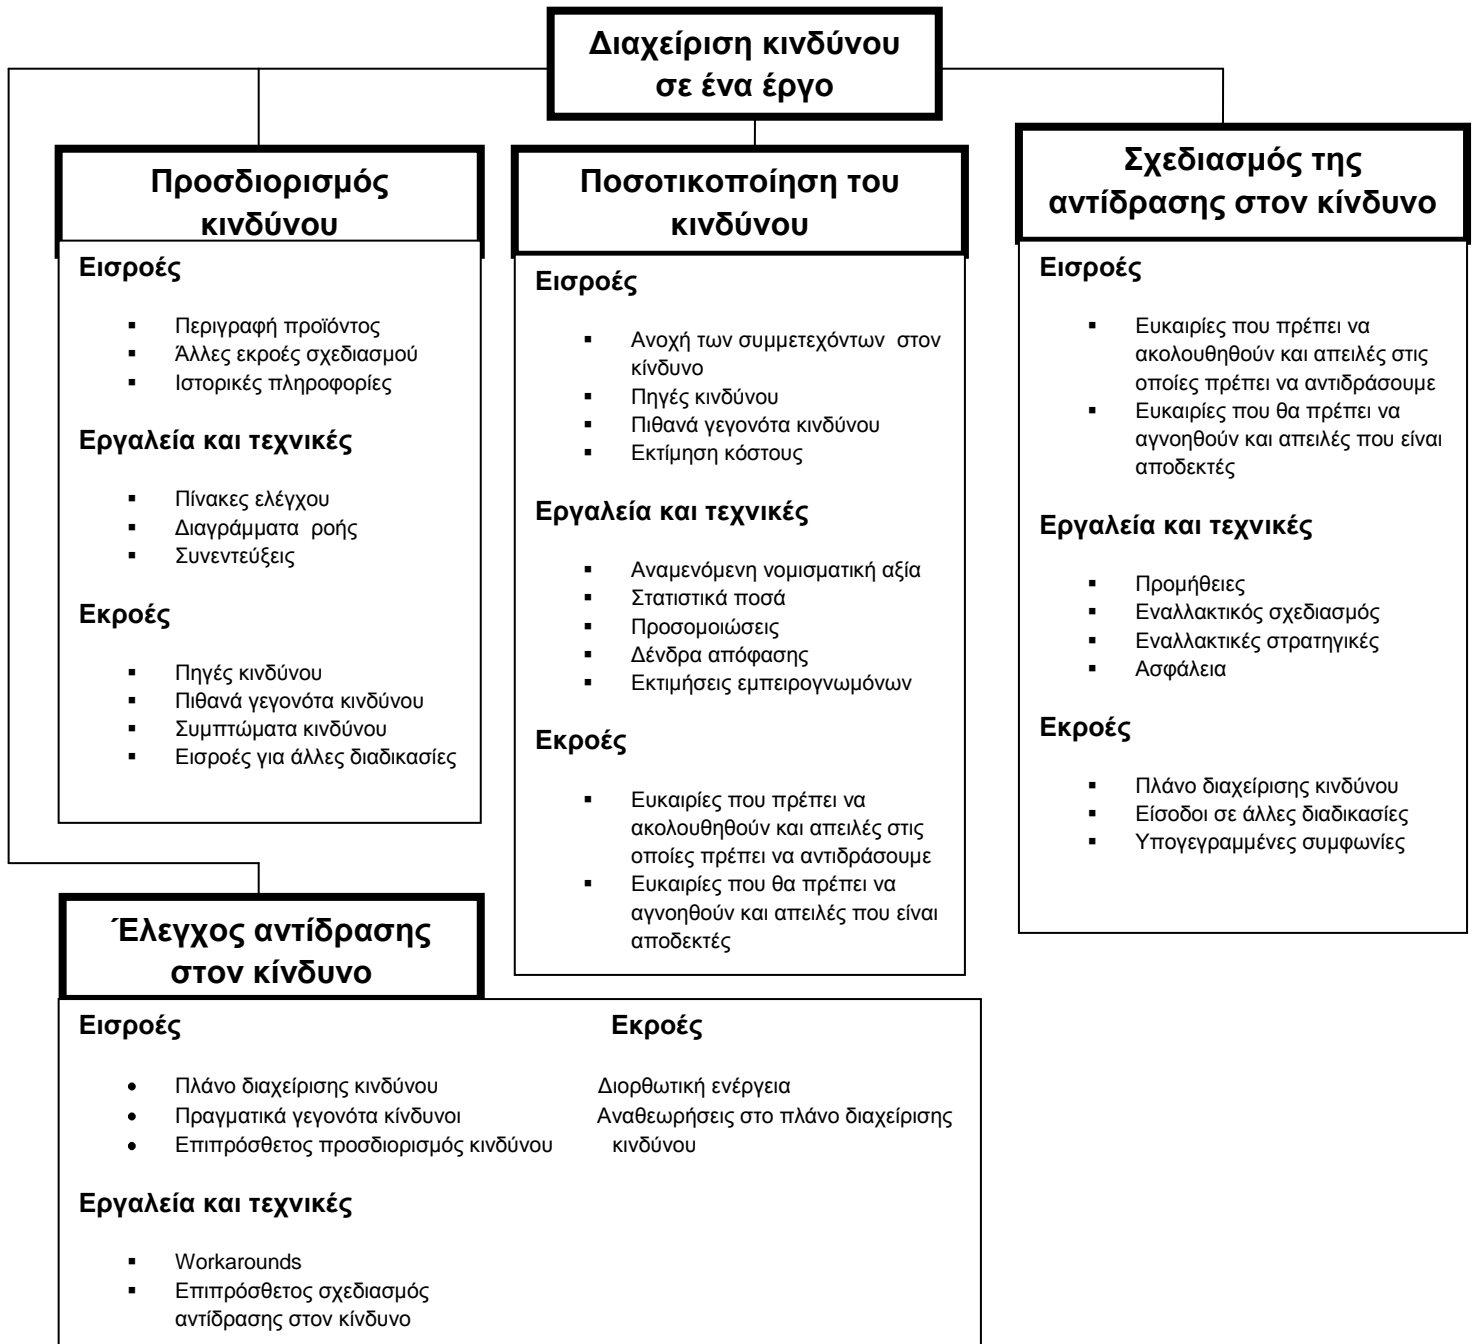 Διαχείριση κινδύνου
σε ένα έργο
Προσδιορισμός
κινδύνου
Εισροές
▪ Περιγραφή προϊόντος
▪ Άλλες εκροές σχεδιασμού
▪ Ιστορικές πληροφορίες
Εργαλεία και τεχνικές
▪ Πίνακες ελέγχου
▪ Διαγράμματα ροής
▪ Συνεντεύξεις
Εκροές
▪ Πηγές κινδύνου
▪ Πιθανά γεγονότα κινδύνου
▪ Συμπτώματα κινδύνου
▪ Εισροές για άλλες διαδικασίες
Ποσοτικοποίηση του
κινδύνου
Εισροές
▪ Ανοχή των συμμετεχόντων στον
κίνδυνο
▪ Πηγές κινδύνου
▪ Πιθανά γεγονότα κινδύνου
▪ Εκτίμηση κόστους
Εργαλεία και τεχνικές
▪ Αναμενόμενη νομισματική αξία
▪ Στατιστικά ποσά
▪ Προσομοιώσεις
▪ Δένδρα απόφασης
▪ Εκτιμήσεις εμπειρογνωμόνων
Εκροές
▪ Ευκαιρίες που πρέπει να
ακολουθηθούν και απειλές στις
οποίες πρέπει να αντιδράσουμε
▪ Ευκαιρίες που θα πρέπει να
αγνοηθούν και απειλές που είναι
αποδεκτές
Σχεδιασμός της
αντίδρασης στον κίνδυνο
Εισροές
▪ Ευκαιρίες που πρέπει να
ακολουθηθούν και απειλές στις
οποίες πρέπει να αντιδράσουμε
▪ Ευκαιρίες που θα πρέπει να
αγνοηθούν και απειλές που είναι
αποδεκτές
Εργαλεία και τεχνικές
▪ Προμήθειες
▪ Εναλλακτικός σχεδιασμός
▪ Εναλλακτικές στρατηγικές
▪ Ασφάλεια
Εκροές
▪ Πλάνο διαχείρισης κινδύνου
▪ Είσοδοι σε άλλες διαδικασίες
▪ Υπογεγραμμένες συμφωνίες
Έλεγχος αντίδρασης
στον κίνδυνο
Εισροές
• Πλάνο διαχείρισης κινδύνου
• Πραγματικά γεγονότα κίνδυνοι
• Επιπρόσθετος προσδιορισμός κινδύνου
Εργαλεία και τεχνικές
▪ Workarounds
▪ Επιπρόσθετος σχεδιασμός
αντίδρασης στον κίνδυνο
Εκροές
Διορθωτική ενέργεια
Αναθεωρήσεις στο πλάνο διαχείρισης
κινδύνου